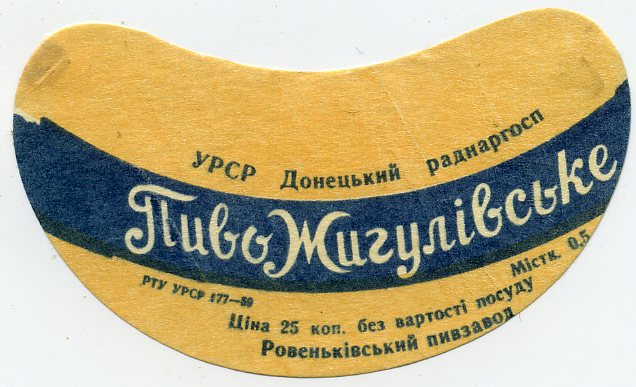 УРСР Донецький раднаргосп
Пиво Жигулівське
РТУ УРСР 177—59
Містк. 0,5
Ціна 25 коп. без вартості посуду
Ровеньківський пивзавод